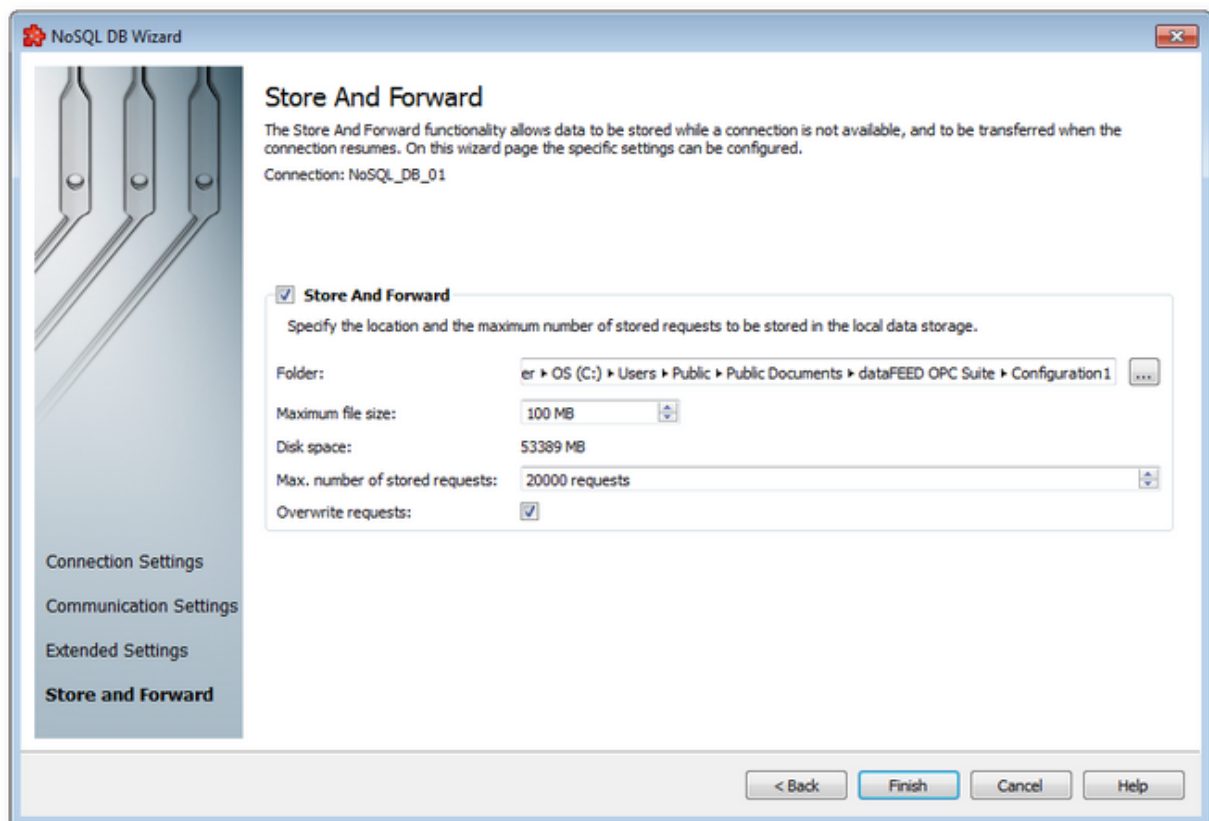 NoSQL DB Wizard
Store And Forward
The Store And Forward functionality allows data to be stored while a connection is not available, and to be transferred when the
connection resumes. On this wizard page the specific settings can be configured.
Connection: NoSQL_DB_01
Store And Forward
Specify the location and the maximum number of stored requests to be stored in the local data storage.
Folder: er ▸ OS (C:) ▸ Users ▸ Public ▸ Public Documents ▸ dataFEED OPC Suite ▸ Configuration1 ...
Maximum file size: 100 MB
Disk space: 53389 MB
Max. number of stored requests: 20000 requests
Overwrite requests:
Connection Settings
Communication Settings
Extended Settings
Store and Forward
< Back Finish Cancel Help